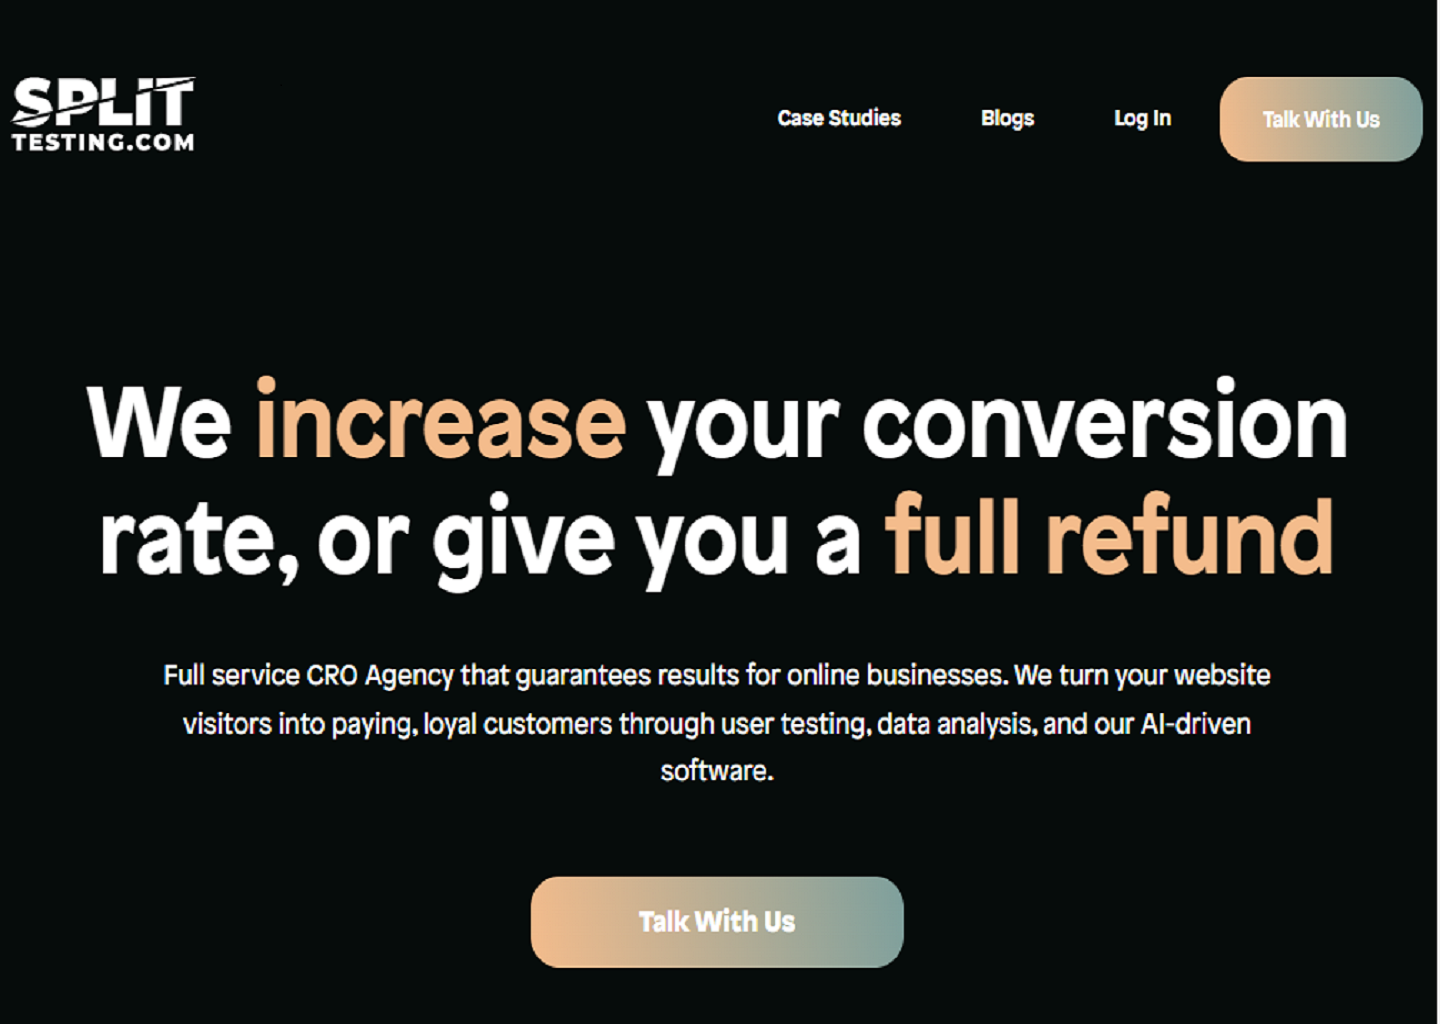 SPLIT
TESTING.COM
Case Studies
Blogs
Log In
Talk With Us
We increase your conversion
rate, or give you a full refund
Full service CRO Agency that guarantees results for online businesses. We turn your website
visitors into paying, loyal customers through user testing, data analysis, and our AI-driven
software.
Talk With Us